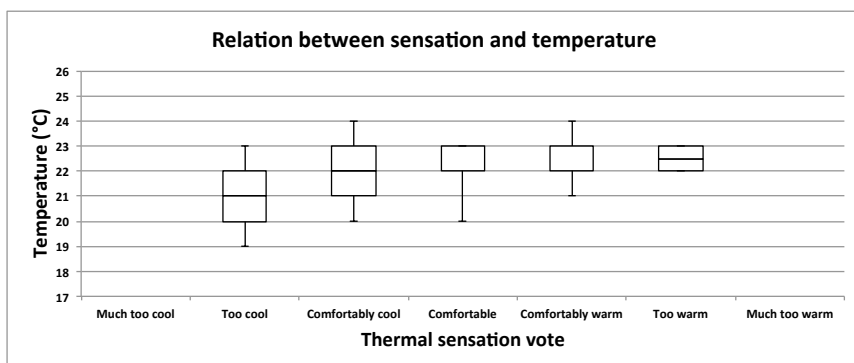 Relation between sensation and temperature
Temperature (°C)
26
25
24
23
22
21
20
19
18
17
Much too cool Too cool Comfortably cool Comfortable Comfortably warm Too warm Much too warm
Thermal sensation vote